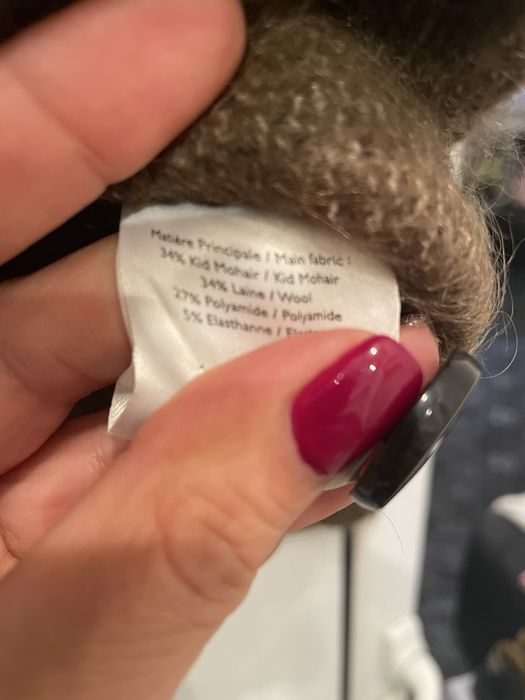 Matière Principale / Main fabric :
34% Kid Mohair / Kid Mohair
34% Laine / Wool
27% Polyamide / Polyamide
5% Elasthanne /